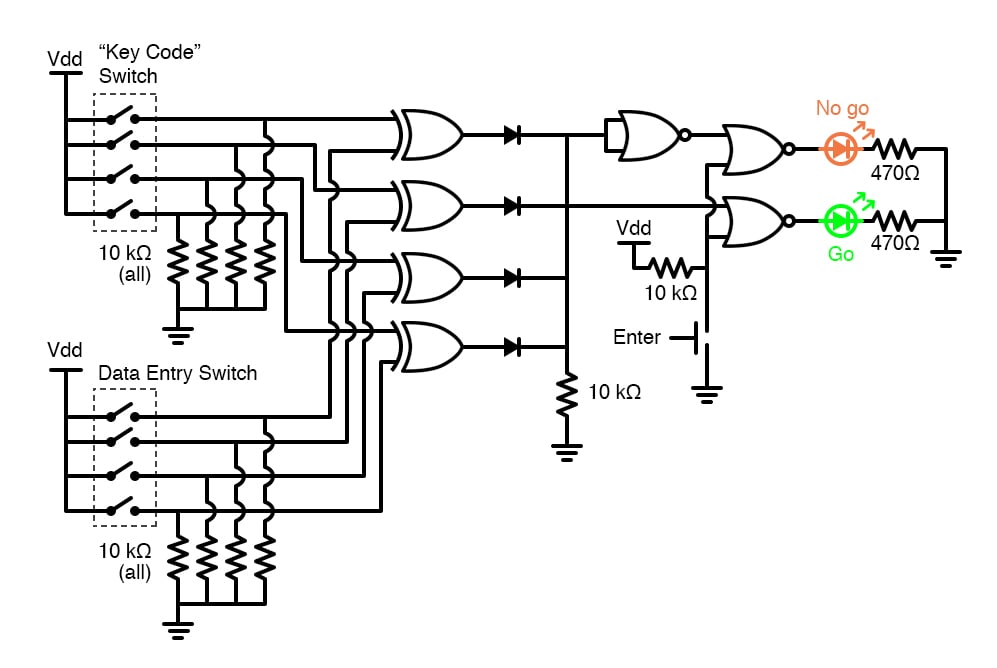 Vdd
“Key Code”
Switch
No go
470Ω
Vdd
10 kΩ
(all)
470Ω
Go
10 kΩ
Enter
Vdd
Data Entry Switch
10 kΩ
10 kΩ
(all)